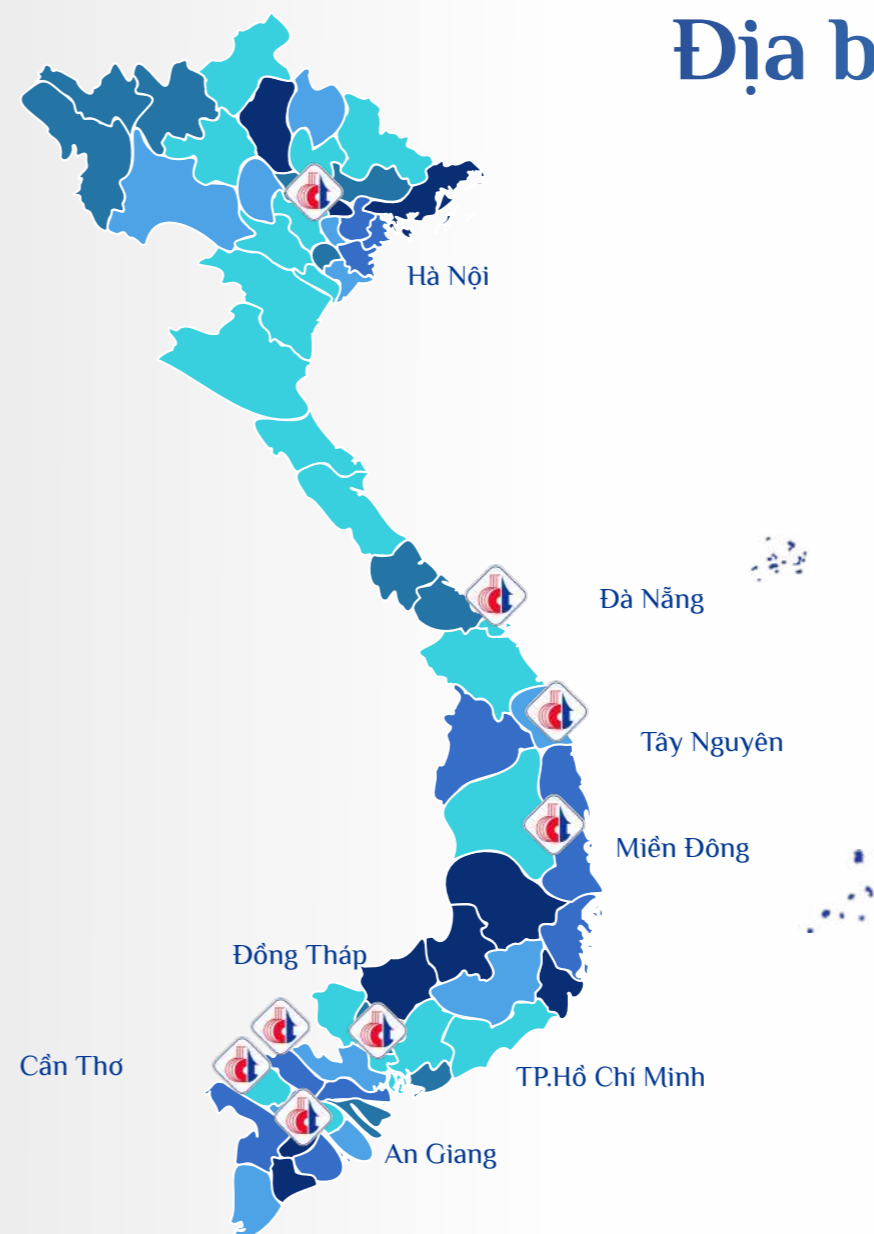 Địa b
Hà Nội
Đà Nẵng
Tây Nguyên
Miền Đông
Đồng Tháp
Cần Thơ
TP.Hồ Chí Minh
An Giang